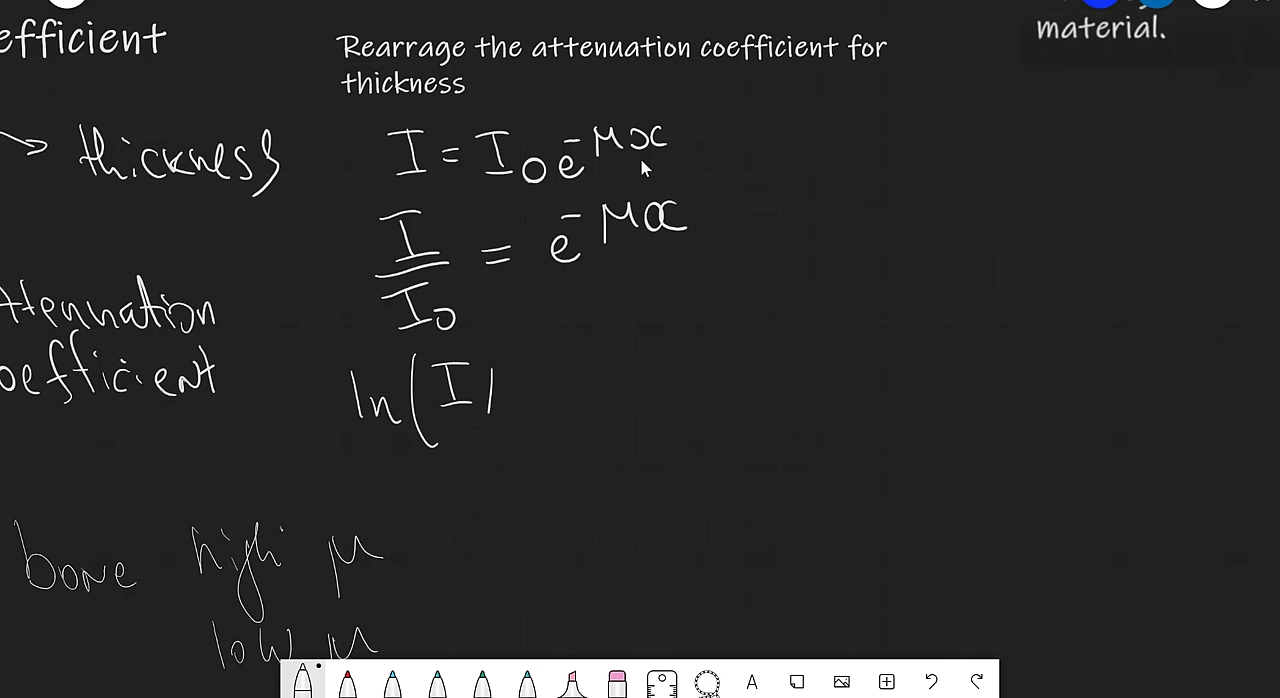 efficient
Rearrage the attenuation coefficient for
thickness
material.
thickness
I = I₀e^-μx
I/I₀ = e^-μx
ttenuation
oefficient
ln(I
bone high μ
low μ
A